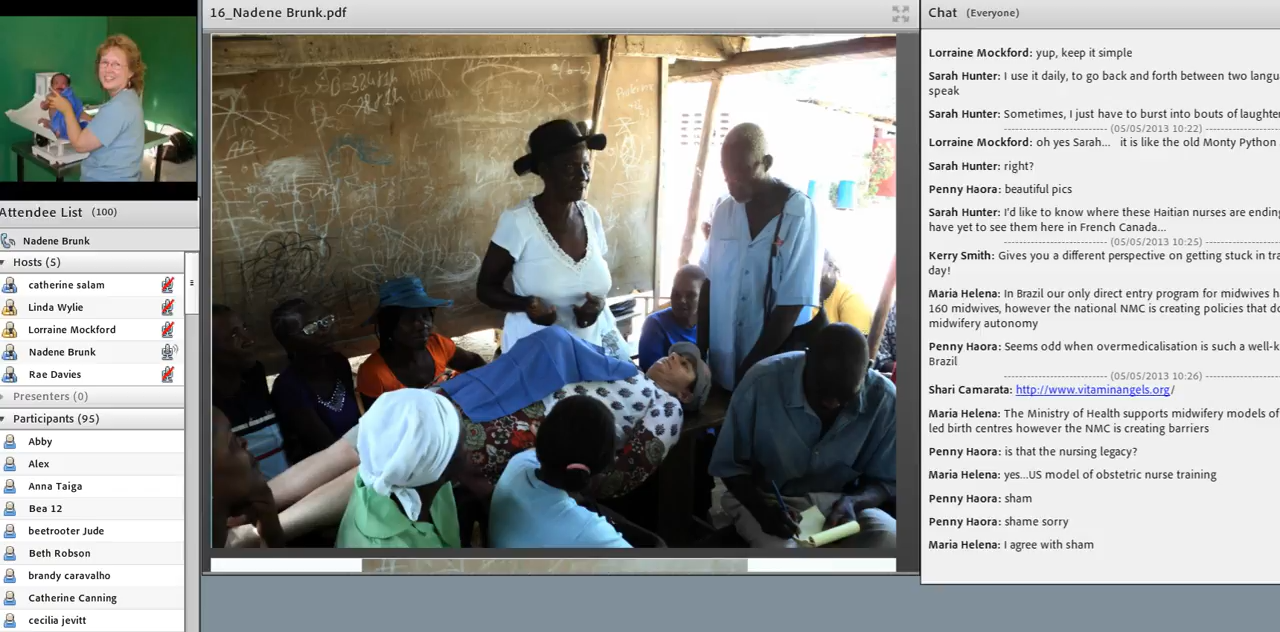 16_Nadene Brunk.pdf
Attendee List (100)
Nadene Brunk
Hosts (5)
catherine salam
Linda Wylie
Lorraine Mockford
Nadene Brunk
Rae Davies
Presenters (0)
Participants (95)
Abby
Alex
Anna Taiga
Bea 12
beetrooter Jude
Beth Robson
brandy caravalho
Catherine Canning
cecilia jevitt
Chat (Everyone)
Lorraine Mockford: yup, keep it simple
Sarah Hunter: I use it daily, to go back and forth between two langu
speak
Sarah Hunter: Sometimes, I just have to burst into bouts of laughter
(05/05/2013 10:22)
Lorraine Mockford: oh yes Sarah... it is like the old Monty Python
Sarah Hunter: right?
Penny Haora: beautiful pics
Sarah Hunter: I'd like to know where these Haitian nurses are ending
have yet to see them here in French Canada...
(05/05/2013 10:25)
Kerry Smith: Gives you a different perspective on getting stuck in tra
day!
Maria Helena: In Brazil our only direct entry program for midwives h
160 midwives, however the national NMC is creating policies that do
midwifery autonomy
Penny Haora: Seems odd when overmedicalisation is such a well-k
Brazil
(05/05/2013 10:26)
Shari Camarata: http://www.vitaminangels.org/
Maria Helena: The Ministry of Health supports midwifery models of
led birth centres however the NMC is creating barriers
Penny Haora: is that the nursing legacy?
Maria Helena: yes...US model of obstetric nurse training
Penny Haora: sham
Penny Haora: shame sorry
Maria Helena: I agree with sham